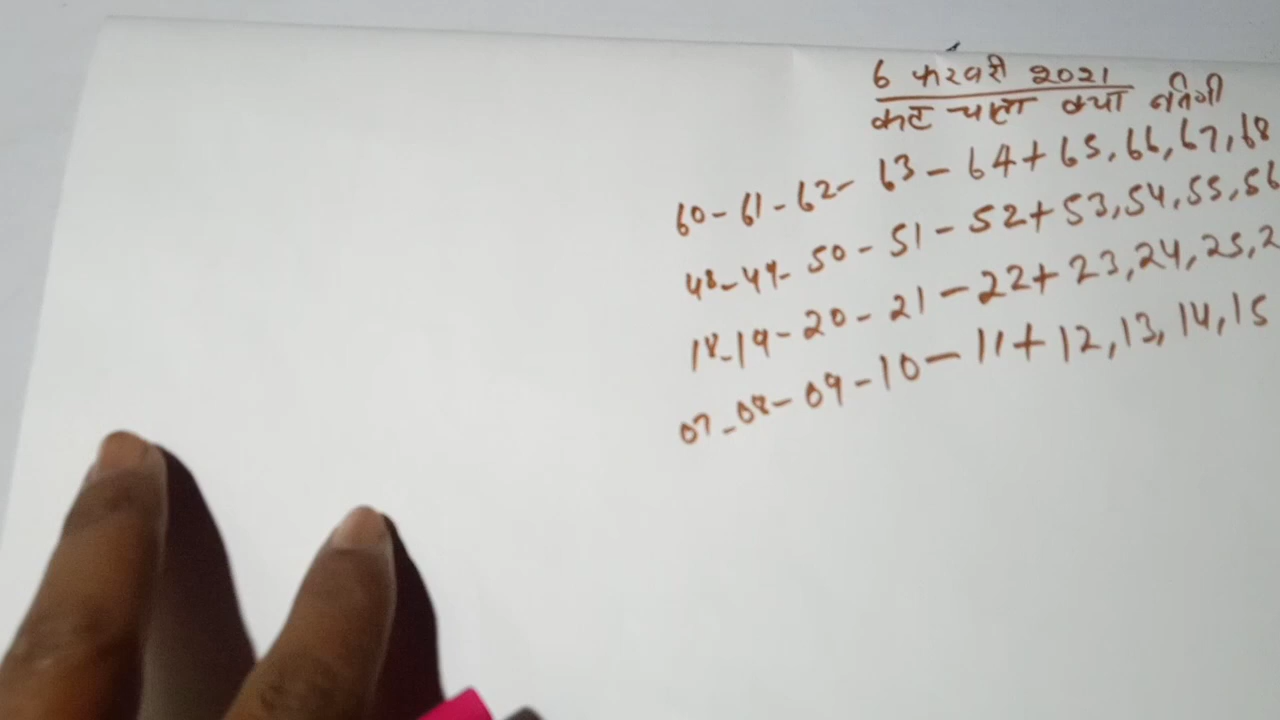 6 फरवरी 2021
कट चला क्या बनेगी
60-61-62-63-64+65,66,67,68
48-49-50-51-52+53,54,55,56
18-19-20-21-22+23,24,25,2
07-08-09-10-11+12,13,14,15